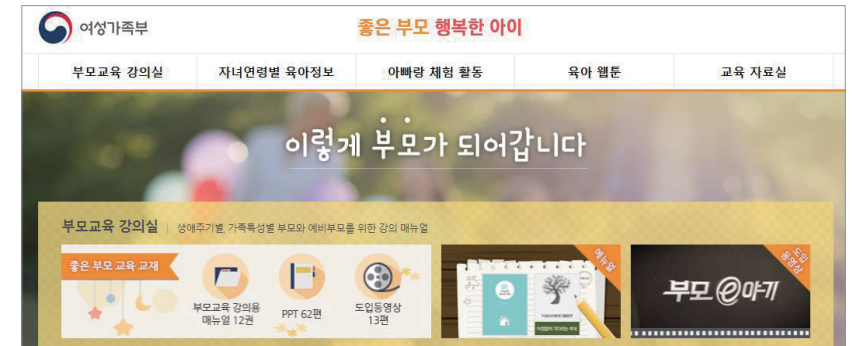 여성가족부
좋은 부모 행복한 아이
부모교육 강의실
자녀연령별 육아정보
아빠랑 체험 활동
육아 웹툰
교육 자료실
이렇게 부모가 되어갑니다
부모교육 강의실 | 생애주기별, 가족특성별 부모와 예비부모를 위한 강의 매뉴얼
좋은 부모 교육 교재
부모교육 강의용
매뉴얼 12권
PPT 62편
도입동영상
13편
매뉴얼
도입
동영상
부모 e야기